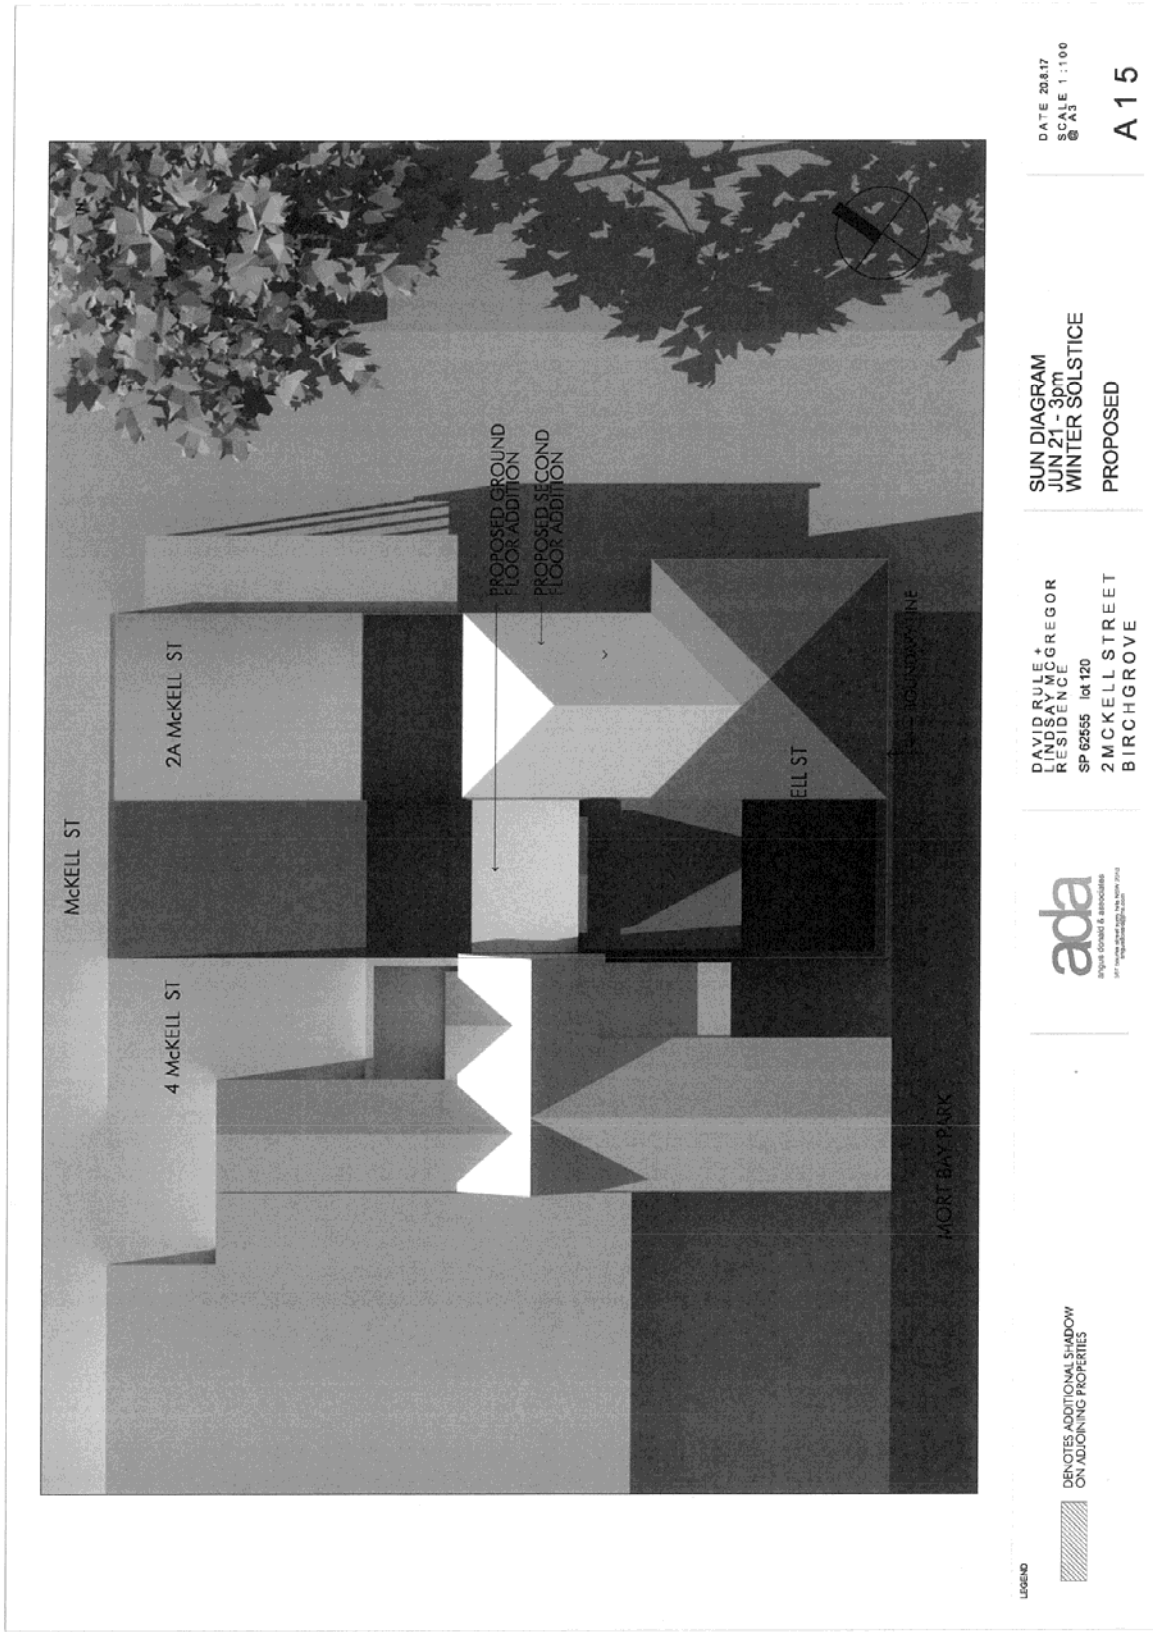 McKELL ST
2A McKELL ST
4 McKELL ST
PROPOSED GROUND
FLOOR ADDITION
PROPOSED SECOND
FLOOR ADDITION
ELL ST
BOUNDARY LINE
MORT BAY PARK
LEGEND
DENOTES ADDITIONAL SHADOW
ON ADJOINING PROPERTIES
ada
angus donald & associates
DAVID RULE +
LINDSAY MCGREGOR
RESIDENCE
SP 62555 lot 120
2 MCKELL STREET
BIRCHGROVE
SUN DIAGRAM
JUN 21 - 3pm
WINTER SOLSTICE
PROPOSED
DATE 20.8.17
SCALE 1:100
@ A3
A15